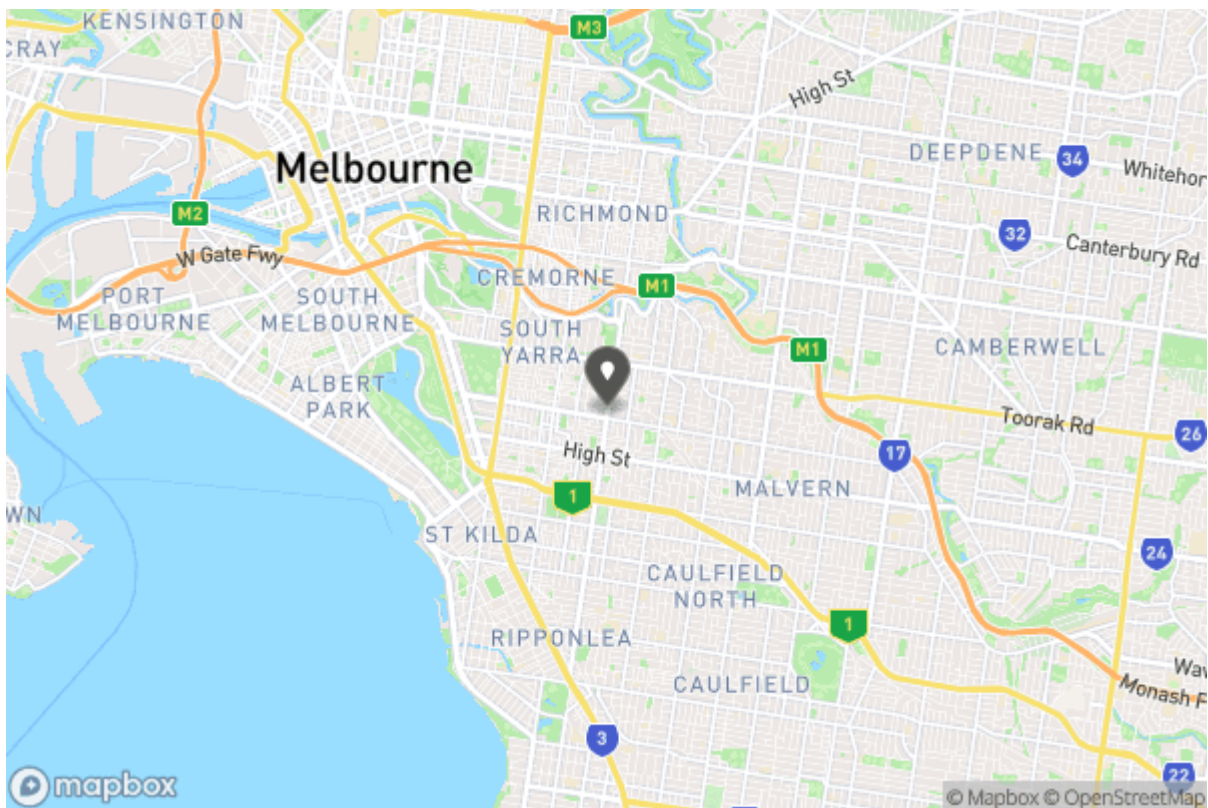 KENSINGTON
M3
CRAY
High St
DEEPDENE
34
Melbourne
Whitehor
M2
RICHMOND
32
Canterbury Rd
W Gate Fwy
CREMORNE
M1
PORT
MELBOURNE
SOUTH
MELBOURNE
SOUTH
YARRA
M1
CAMBERWELL
ALBERT
PARK
Toorak Rd
26
High St
17
MALVERN
1
WN
ST KILDA
24
CAULFIELD
NORTH
1
RIPPONLEA
Wav
CAULFIELD
Monash F
3
22
mapbox
© Mapbox © OpenStreetMap